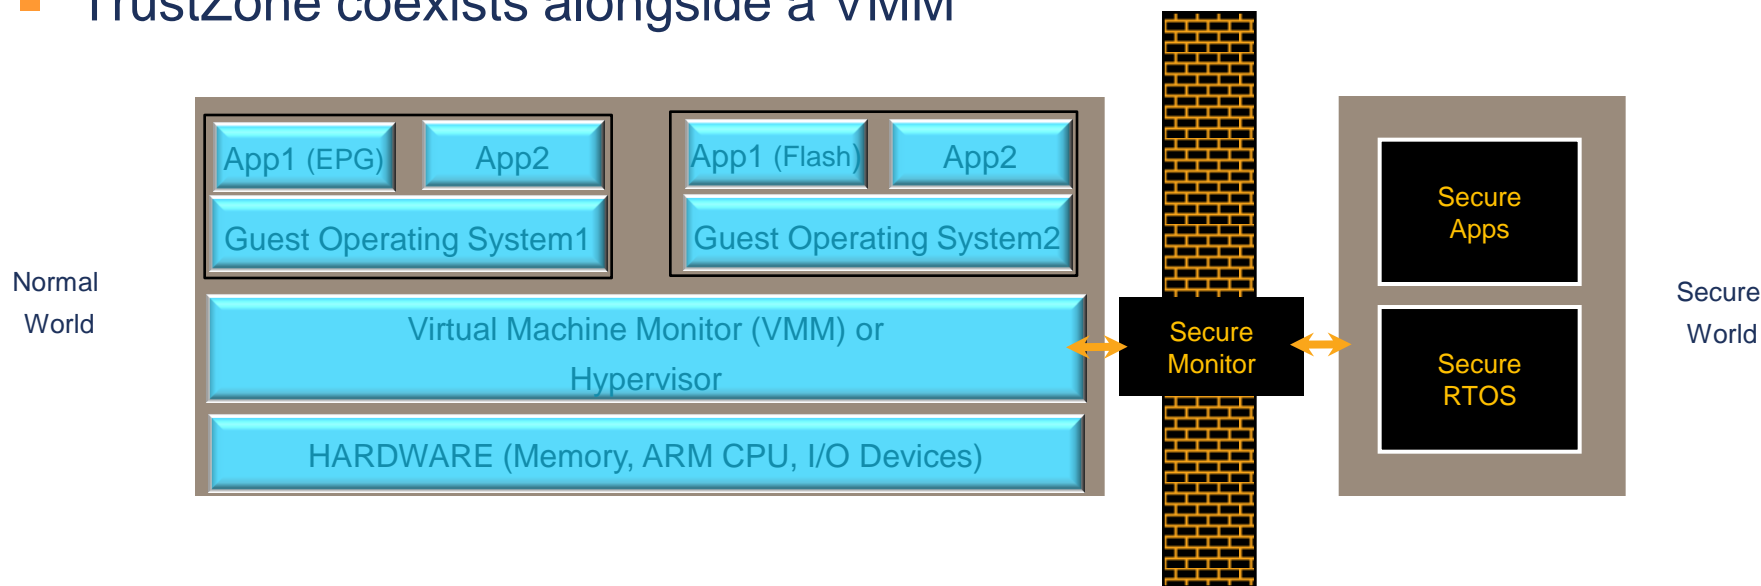 TrustZone coexists alongside a VMM
App1 (EPG)
App2
App1 (Flash)
App2
Guest Operating System1
Guest Operating System2
Normal
World
Virtual Machine Monitor (VMM) or
Hypervisor
HARDWARE (Memory, ARM CPU, I/O Devices)
Secure
Monitor
Secure
Apps
Secure
RTOS
Secure
World